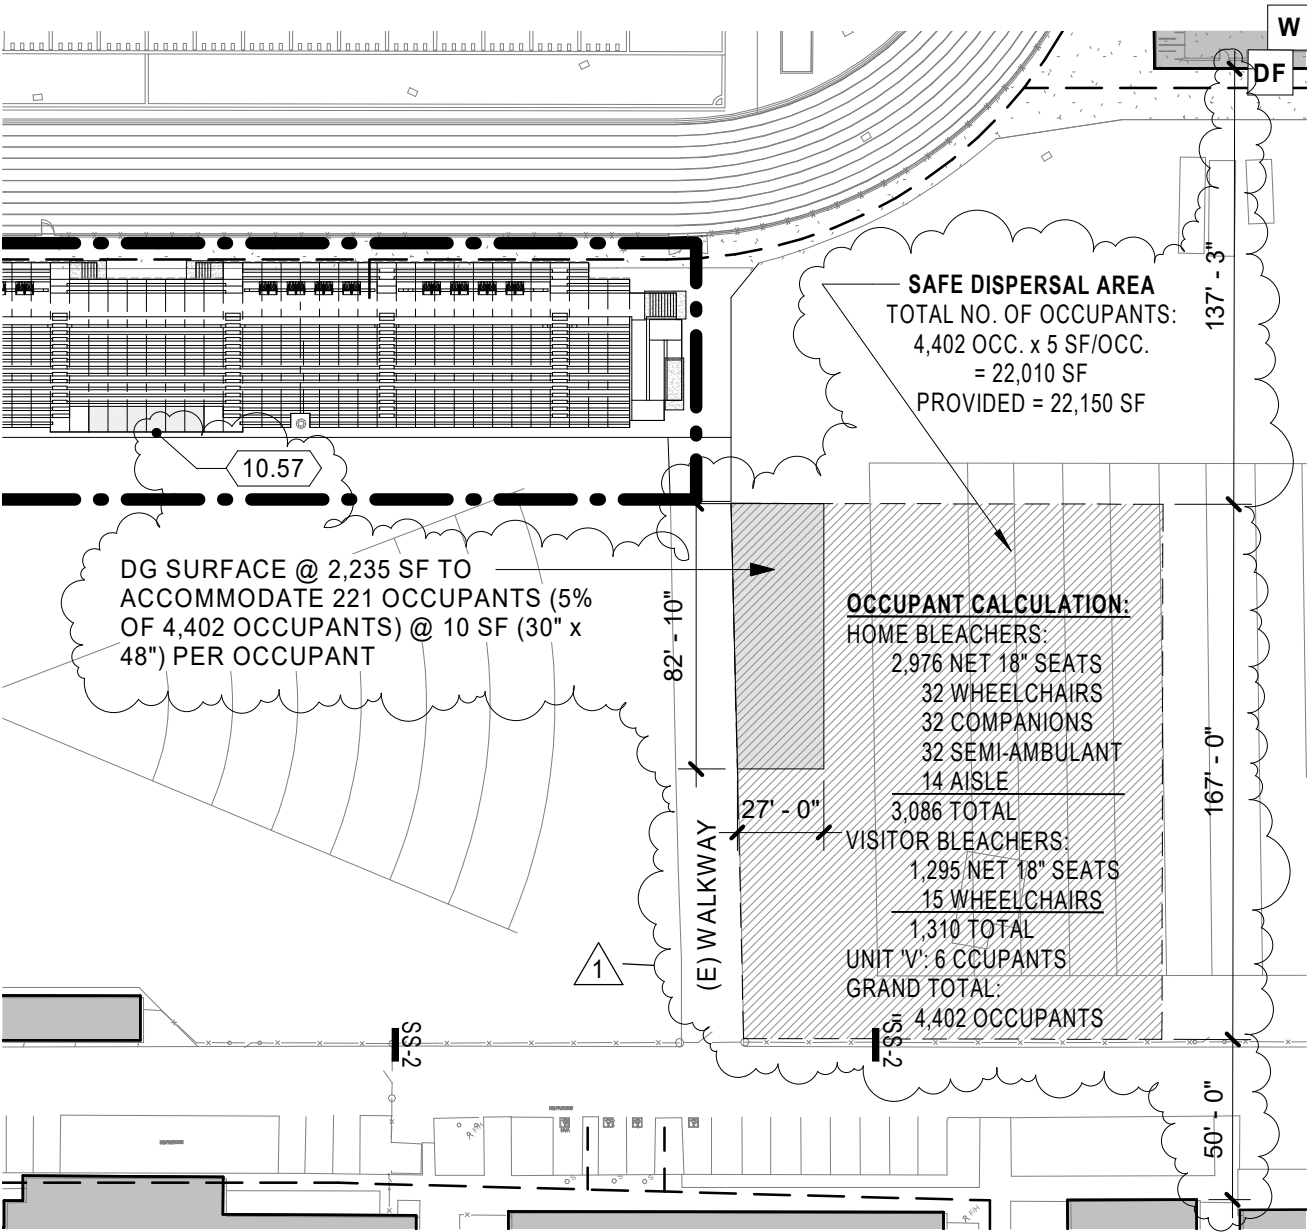 W
DF
137' - 3"
SAFE DISPERSAL AREA
TOTAL NO. OF OCCUPANTS:
4,402 OCC. x 5 SF/OCC.
= 22,010 SF
PROVIDED = 22,150 SF
10.57
DG SURFACE @ 2,235 SF TO
ACCOMMODATE 221 OCCUPANTS (5%
OF 4,402 OCCUPANTS) @ 10 SF (30" x
48") PER OCCUPANT
82' - 10"
27' - 0"
OCCUPANT CALCULATION:
HOME BLEACHERS:
2,976 NET 18" SEATS
32 WHEELCHAIRS
32 COMPANIONS
32 SEMI-AMBULANT
14 AISLE
3,086 TOTAL
VISITOR BLEACHERS:
1,295 NET 18" SEATS
15 WHEELCHAIRS
1,310 TOTAL
UNIT 'V': 6 CCUPANTS
GRAND TOTAL:
= 4,402 OCCUPANTS
167' - 0"
(E) WALKWAY
1
SS-2
SS-2
50' - 0"